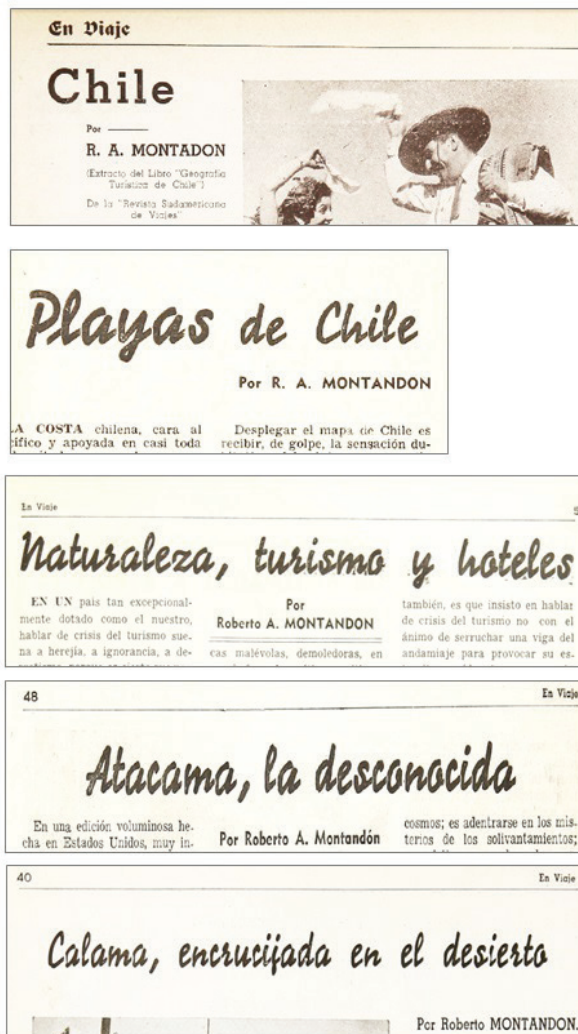 En Viaje
Chile
Por
R. A. MONTADON
(Extracto del Libro "Geografía
Turística de Chile")
De la "Revista Sudamericana
de Viajes"
Playas de Chile
Por R. A. MONTANDON
A COSTA chilena, cara al
cífico y apoyada en casi toda
Desplegar el mapa de Chile es
recibir, de golpe, la sensación du-
En Viaje
Naturaleza, turismo y hoteles
EN UN país tan excepcional-
mente dotado como el nuestro,
hablar de crisis del turismo sue-
na a herejía, a ignorancia, a de-
Por
Roberto A. MONTANDON
cas malévolas, demoledoras, en
también, es que insisto en hablar
de crisis del turismo no con el
ánimo de serruchar una viga del
andamiaje para provocar su es-
48
En Viaje
Atacama, la desconocida
En una edición voluminosa he-
cha en Estados Unidos, muy in-
Por Roberto A. Montandón
cosmos; es adentrarse en los mis-
terios de los solivantamientos;
40
En Viaje
Calama, encrucijada en el desierto
Por Roberto MONTANDON.